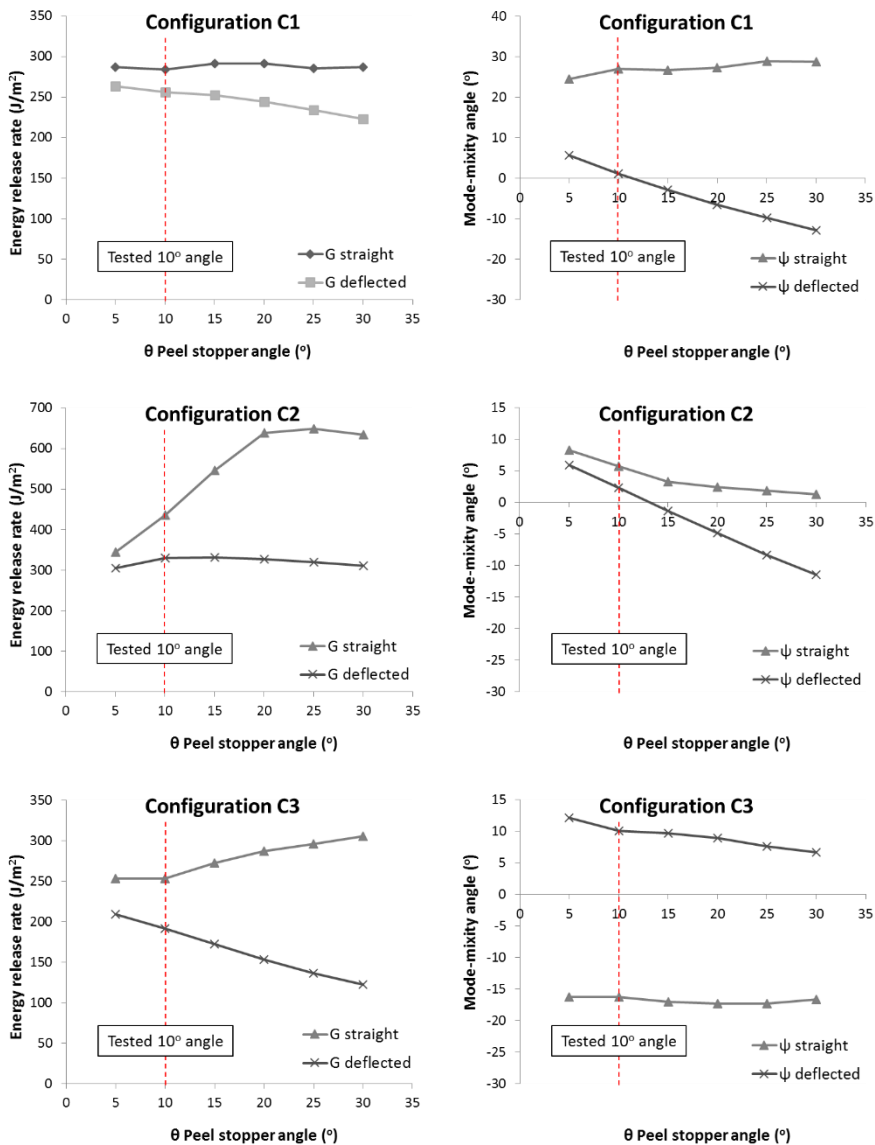 Configuration C1
350
300
250
200
150
100
50
0
0 5 10 15 20 25 30 35
Energy release rate (J/m²)
θ Peel stopper angle (°)
Tested 10° angle
G straight
G deflected
Configuration C1
40
30
20
10
0
-10
-20
-30
0 5 10 15 20 25 30 35
Mode-mixity angle (°)
θ Peel stopper angle (°)
Tested 10° angle
ψ straight
ψ deflected
Configuration C2
700
600
500
400
300
200
100
0
0 5 10 15 20 25 30 35
Energy release rate (J/m²)
θ Peel stopper angle (°)
Tested 10° angle
G straight
G deflected
Configuration C2
15
10
5
0
-5
-10
-15
-20
-25
-30
0 5 10 15 20 25 30 35
Mode-mixity angle (°)
θ Peel stopper angle (°)
Tested 10° angle
ψ straight
ψ deflected
Configuration C3
350
300
250
200
150
100
50
0
0 5 10 15 20 25 30 35
Energy release rate (J/m²)
θ Peel stopper angle (°)
Tested 10° angle
G straight
G deflected
Configuration C3
15
10
5
0
-5
-10
-15
-20
-25
-30
0 5 10 15 20 25 30 35
Mode-mixity angle (°)
θ Peel stopper angle (°)
Tested 10° angle
ψ straight
ψ deflected